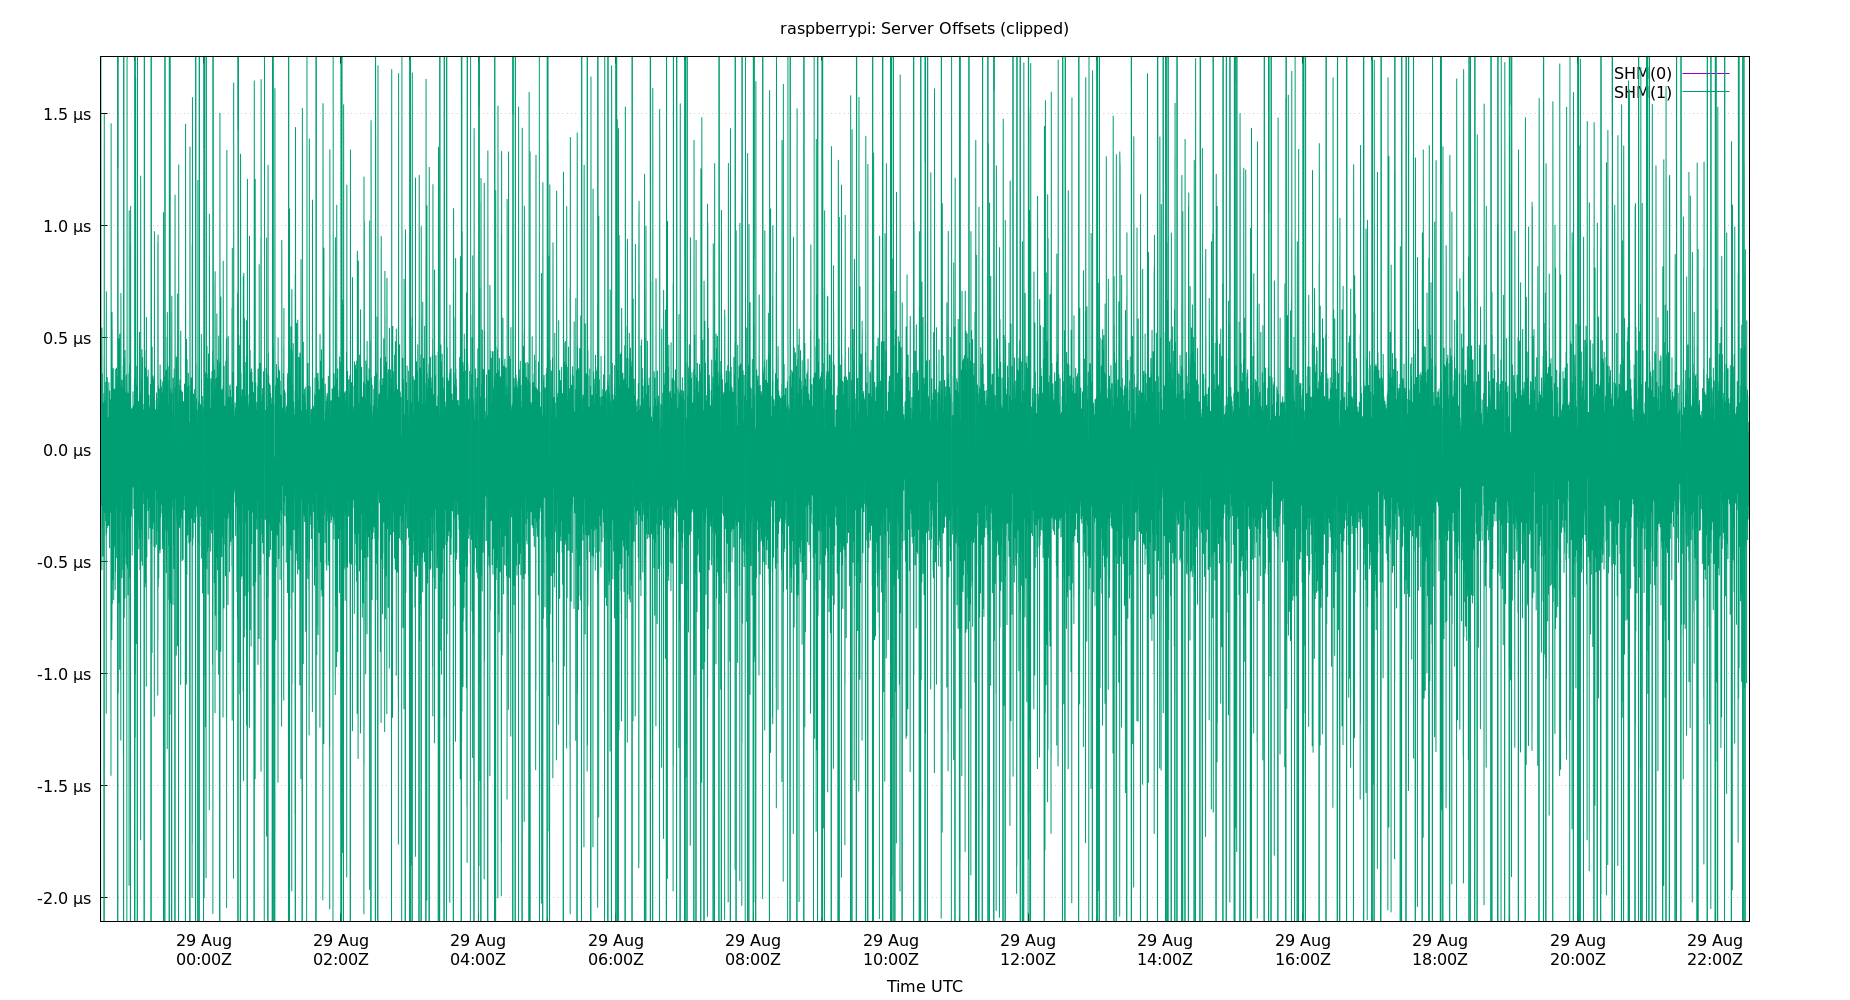 raspberrypi: Server Offsets (clipped)
SHM(0)
SHM(1)
1.5 µs
1.0 µs
0.5 µs
0.0 µs
-0.5 µs
-1.0 µs
-1.5 µs
-2.0 µs
29 Aug 29 Aug 29 Aug 29 Aug 29 Aug 29 Aug 29 Aug 29 Aug 29 Aug 29 Aug 29 Aug 29 Aug
00:00Z 02:00Z 04:00Z 06:00Z 08:00Z 10:00Z 12:00Z 14:00Z 16:00Z 18:00Z 20:00Z 22:00Z
Time UTC